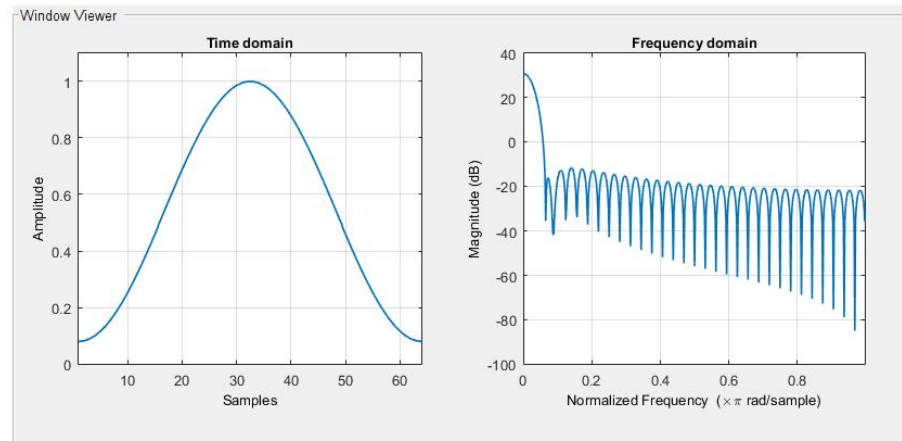 Window Viewer
Time domain
Amplitude
1
0.8
0.6
0.4
0.2
0
10 20 30 40 50 60
Samples
Frequency domain
Magnitude (dB)
40
20
0
-20
-40
-60
-80
-100
0 0.2 0.4 0.6 0.8
Normalized Frequency (×π rad/sample)